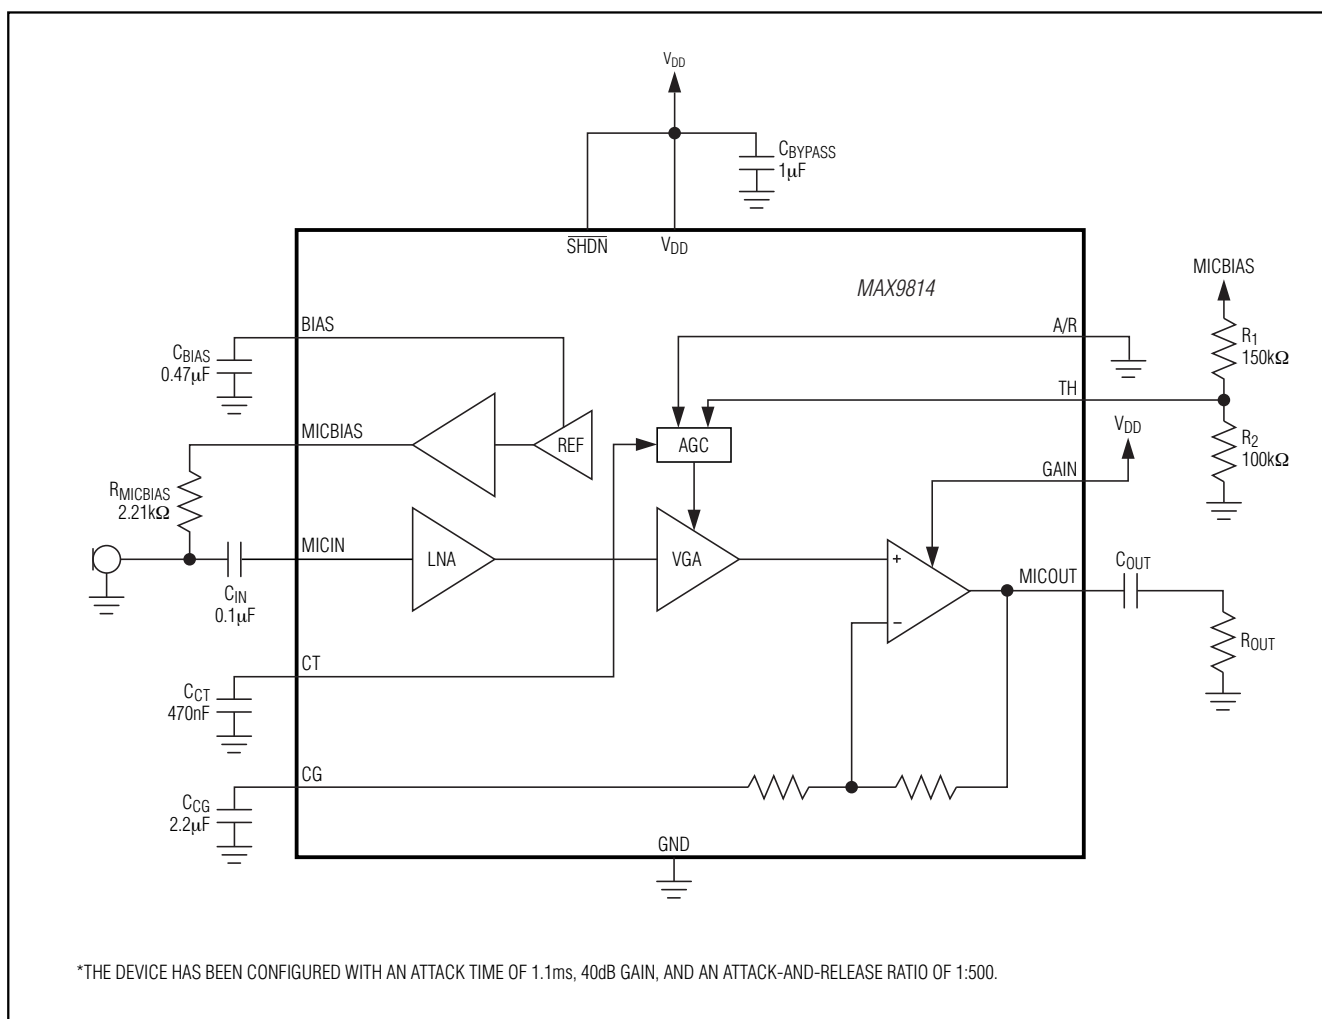 VDD
CBYPASS
1µF
SHDN
VDD
MAX9814
MICBIAS
BIAS
A/R
R1
150kΩ
CBIAS
0.47µF
TH
VDD
MICBIAS
REF
AGC
R2
100kΩ
GAIN
RMICBIAS
2.21kΩ
MICIN
LNA
VGA
+
MICOUT
COUT
CIN
0.1µF
−
ROUT
CT
CCT
470nF
CG
CCG
2.2µF
GND
*THE DEVICE HAS BEEN CONFIGURED WITH AN ATTACK TIME OF 1.1ms, 40dB GAIN, AND AN ATTACK-AND-RELEASE RATIO OF 1:500.